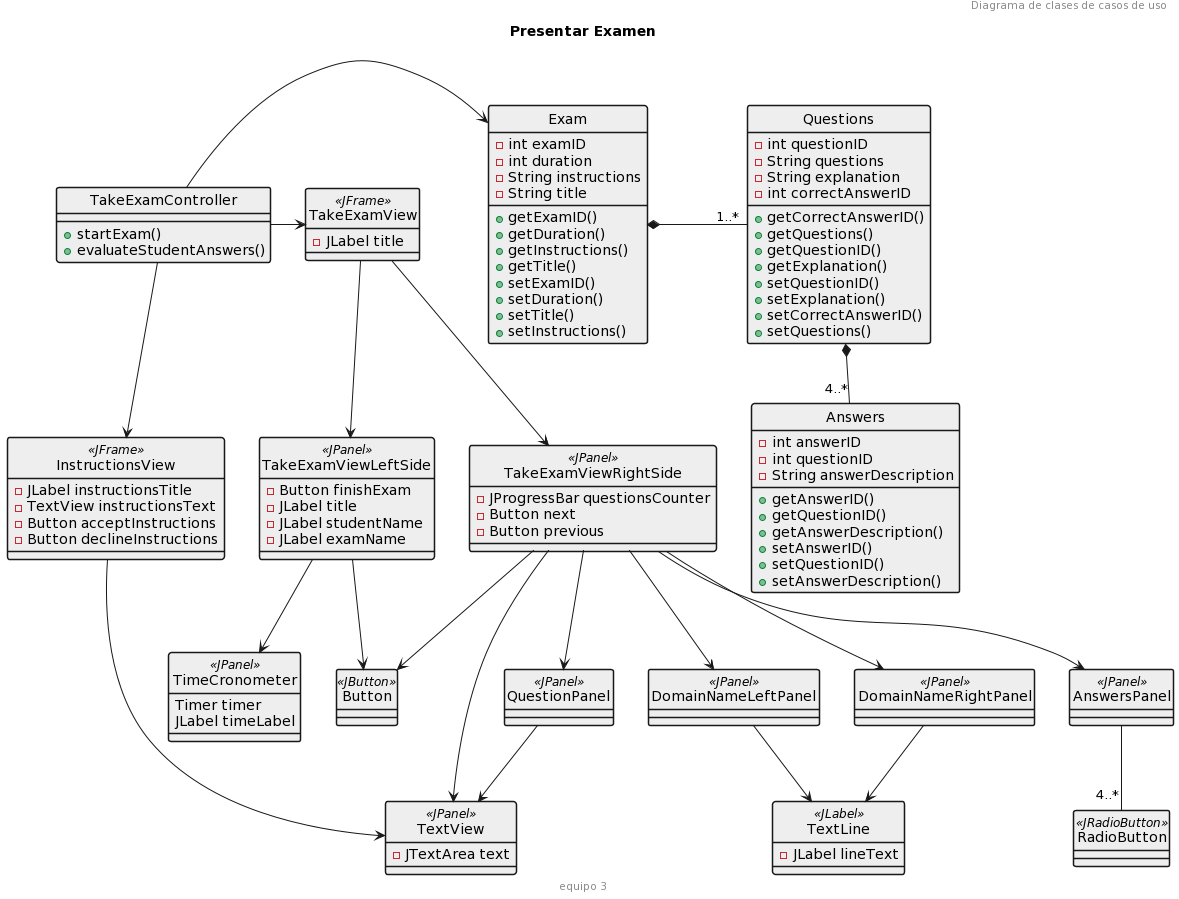 Diagrama de clases de casos de uso
Presentar Examen
TakeExamController
startExam()
evaluateStudentAnswers()
«JFrame»
TakeExamView
JLabel title
Exam
int examID
int duration
String instructions
String title
getExamID()
getDuration()
getInstructions()
getTitle()
setExamID()
setDuration()
setTitle()
setInstructions()
1..*
Questions
int questionID
String questions
String explanation
int correctAnswerID
getCorrectAnswerID()
getQuestions()
getQuestionID()
getExplanation()
setQuestionID()
setExplanation()
setCorrectAnswerID()
setQuestions()
4..*
Answers
int answerID
int questionID
String answerDescription
getAnswerID()
getQuestionID()
getAnswerDescription()
setAnswerID()
setQuestionID()
setAnswerDescription()
«JFrame»
InstructionsView
JLabel instructionsTitle
TextView instructionsText
Button acceptInstructions
Button declineInstructions
«JPanel»
TakeExamViewLeftSide
Button finishExam
JLabel title
JLabel studentName
JLabel examName
«JPanel»
TakeExamViewRightSide
JProgressBar questionsCounter
Button next
Button previous
«JPanel»
TimeCronometer
Timer timer
JLabel timeLabel
«JButton»
Button
«JPanel»
QuestionPanel
«JPanel»
DomainNameLeftPanel
«JPanel»
DomainNameRightPanel
«JPanel»
AnswersPanel
4..*
«JPanel»
TextView
JTextArea text
«JLabel»
TextLine
JLabel lineText
«JRadioButton»
RadioButton
equipo 3